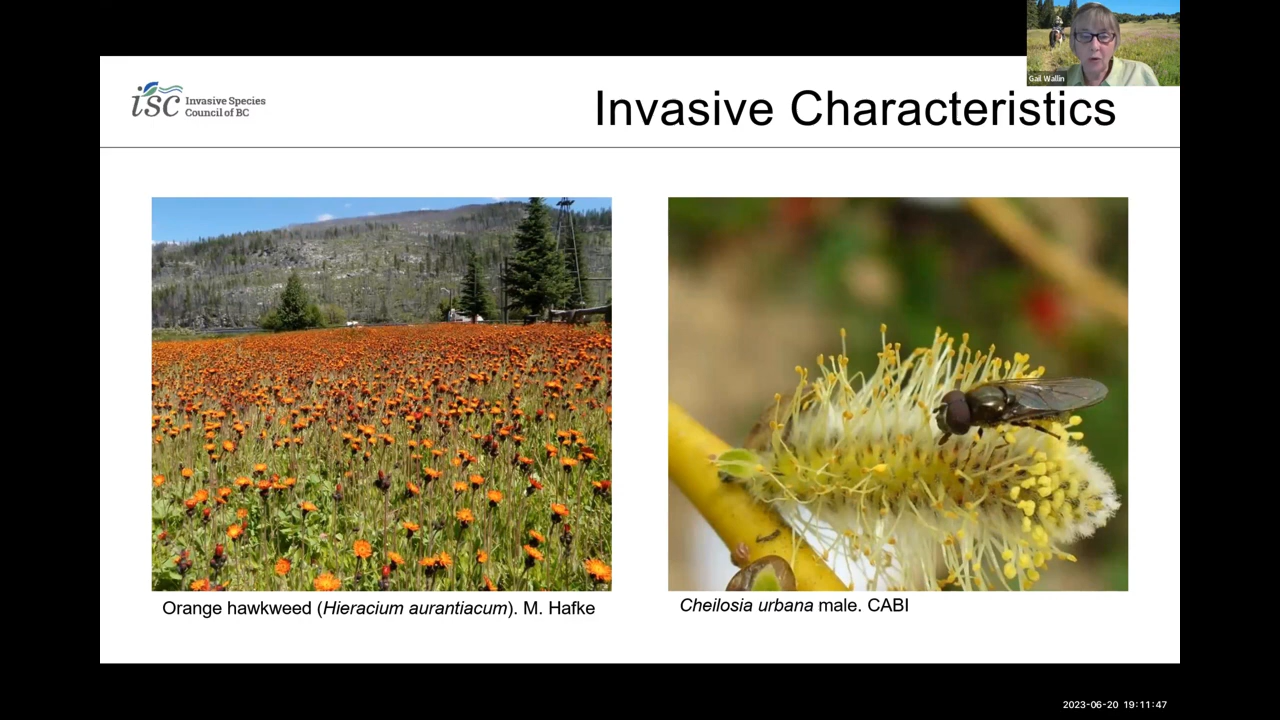 Gail Wallin
isc Invasive Species
Council of BC
Invasive Characteristics
Orange hawkweed (Hieracium aurantiacum). M. Hafke
Cheilosia urbana male. CABI
2023-06-20 19:11:47